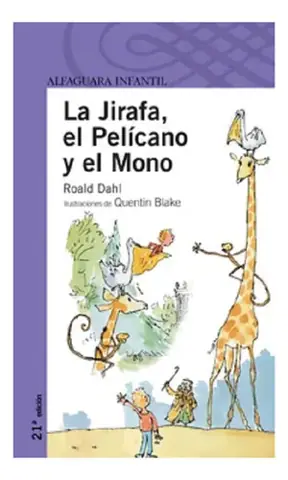 ALFAGUARA INFANTIL
La Jirafa,
el Pelícano
y el Mono
Roald Dahl
Ilustraciones de Quentin Blake
21ª edición